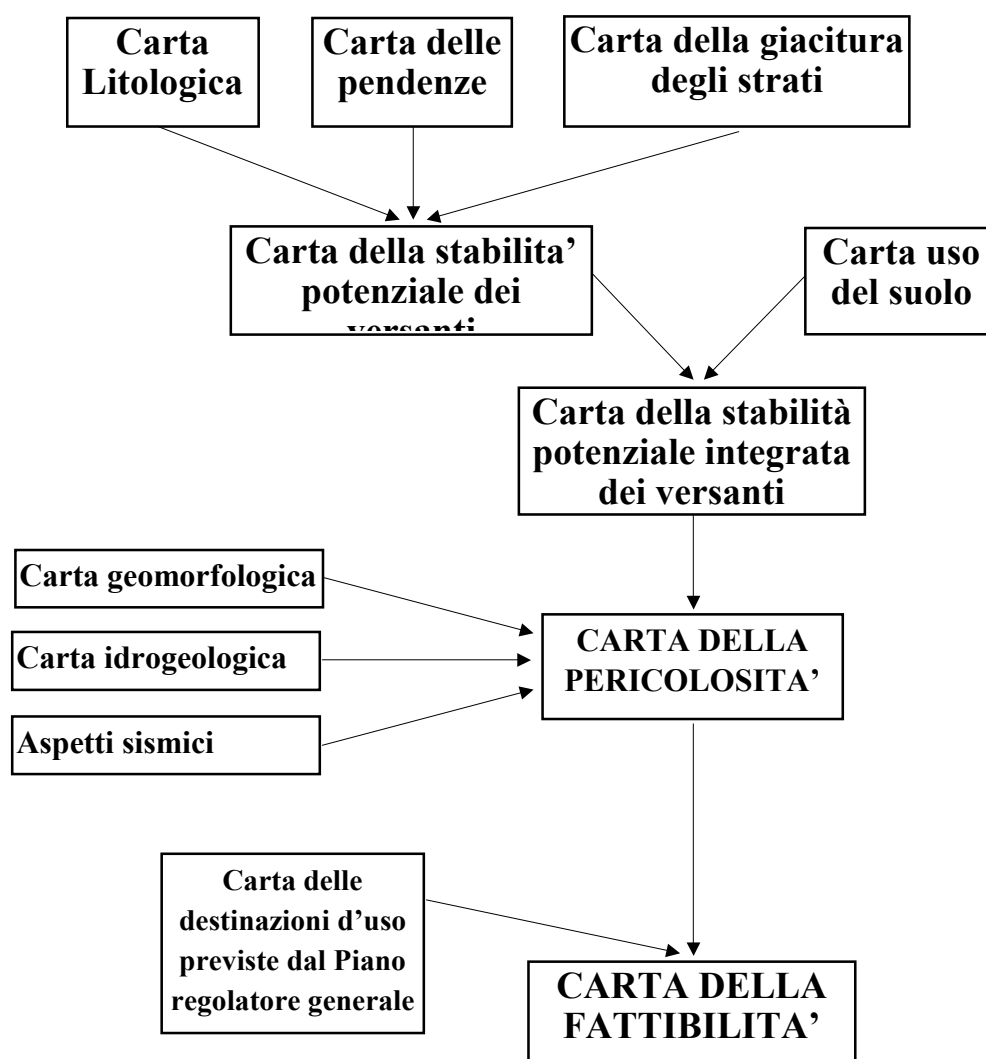 Carta
Litologica
Carta delle
pendenze
Carta della giacitura
degli strati
Carta della stabilita’
potenziale dei
versanti
Carta uso
del suolo
Carta della stabilità
potenziale integrata
dei versanti
Carta geomorfologica
Carta idrogeologica
Aspetti sismici
CARTA DELLA
PERICOLOSITA’
Carta delle
destinazioni d’uso
previste dal Piano
regolatore generale
CARTA DELLA
FATTIBILITA’